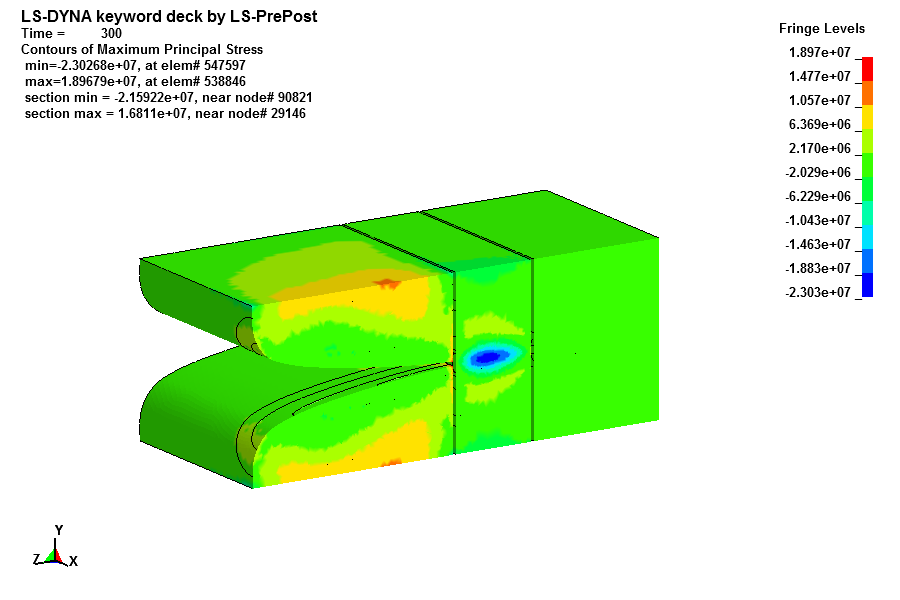 LS-DYNA keyword deck by LS-PrePost
Time = 300
Contours of Maximum Principal Stress
min=-2.30268e+07, at elem# 547597
max=1.89679e+07, at elem# 538846
section min = -2.15922e+07, near node# 90821
section max = 1.6811e+07, near node# 29146
Fringe Levels
1.897e+07
1.477e+07
1.057e+07
6.369e+06
2.170e+06
-2.029e+06
-6.229e+06
-1.043e+07
-1.463e+07
-1.883e+07
-2.303e+07
Y
Z
X